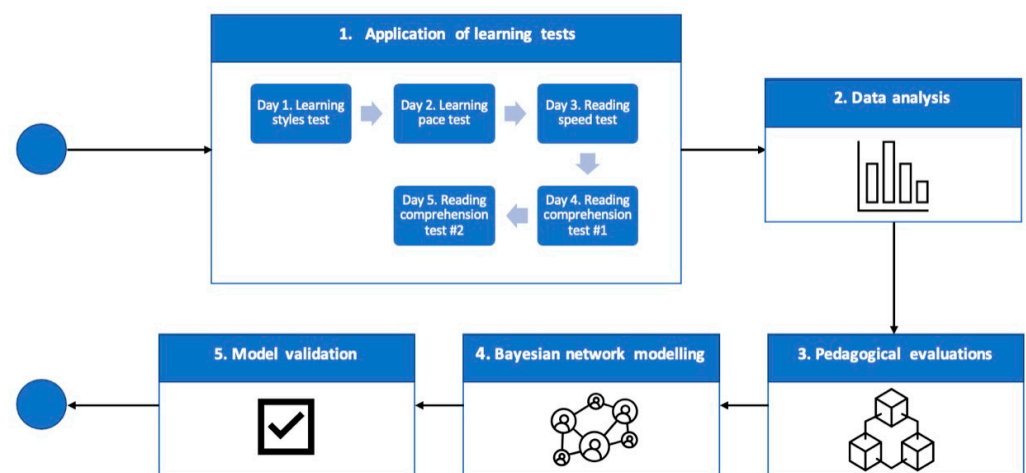 1. Application of learning tests
Day 1. Learning
styles test
Day 2. Learning
pace test
Day 3. Reading
speed test
Day 4. Reading
comprehension
test #1
Day 5. Reading
comprehension
test #2
2. Data analysis
3. Pedagogical evaluations
4. Bayesian network modelling
5. Model validation